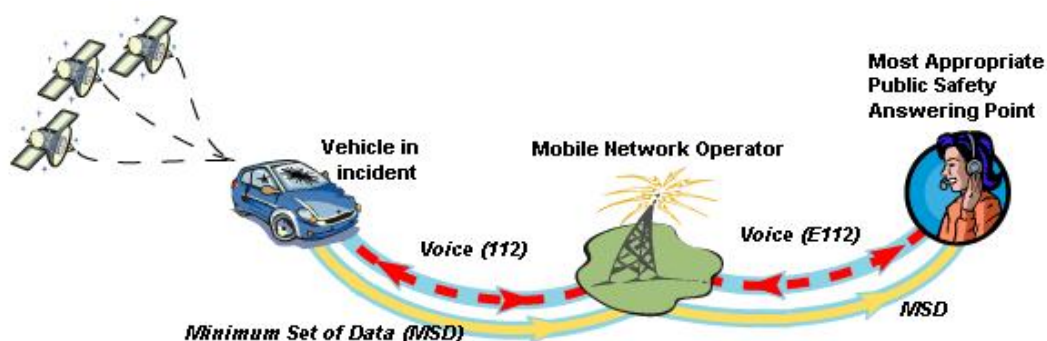 Most Appropriate
Public Safety
Answering Point
Vehicle in
incident
Mobile Network Operator
Voice (112)
Voice (E112)
Minimum Set of Data (MSD)
MSD